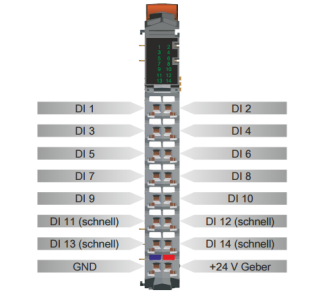 DI 1 DI 2
DI 3 DI 4
DI 5 DI 6
DI 7 DI 8
DI 9 DI 10
DI 11 (schnell) DI 12 (schnell)
DI 13 (schnell) DI 14 (schnell)
GND +24 V Geber